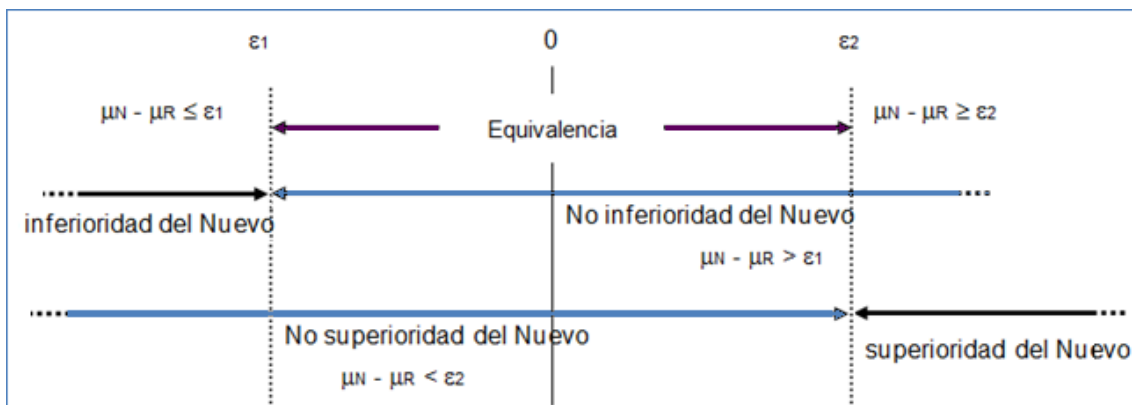 ε1 0 ε2
μN - μR ≤ ε1 μN - μR ≥ ε2
Equivalencia
inferioridad del Nuevo No inferioridad del Nuevo
μN - μR > ε1
No superioridad del Nuevo superioridad del Nuevo
μN - μR < ε2